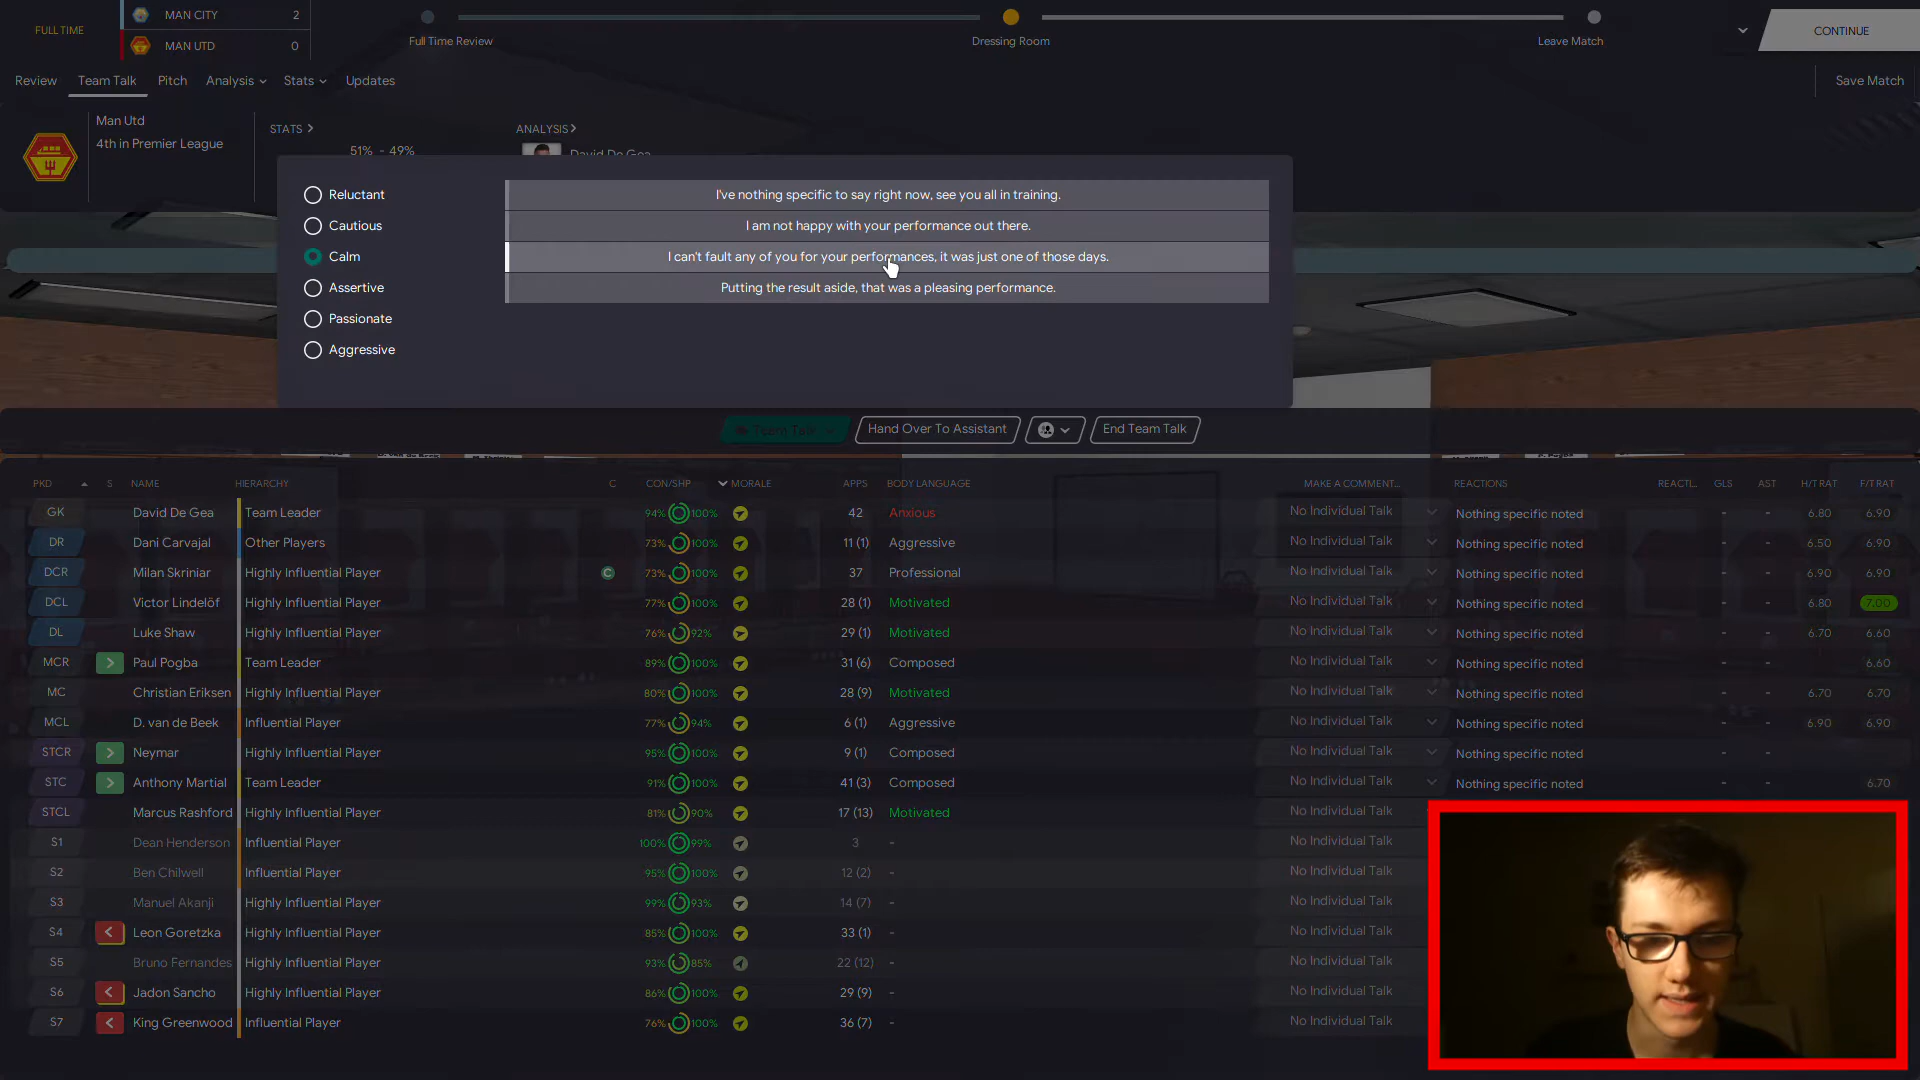 FULL TIME
MAN CITY 2
MAN UTD 0
Full Time Review
Dressing Room
Leave Match
CONTINUE
Review Team Talk Pitch Analysis Stats Updates
Save Match
Man Utd
4th in Premier League
STATS
51% - 49%
ANALYSIS
David De Gea
Reluctant
Cautious
Calm
Assertive
Passionate
Aggressive
I've nothing specific to say right now, see you all in training.
I am not happy with your performance out there.
I can't fault any of you for your performances, it was just one of those days.
Putting the result aside, that was a pleasing performance.
Team Talk Hand Over To Assistant End Team Talk
PKD S NAME HIERARCHY C CON/SHP MORALE APPS BODY LANGUAGE MAKE A COMMENT... REACTIONS REACTI... GLS AST H/T RAT F/T RAT
GK David De Gea Team Leader 94% 100% 42 Anxious No Individual Talk Nothing specific noted - - 6.80 6.90
DR Dani Carvajal Other Players 73% 100% 11 (1) Aggressive No Individual Talk Nothing specific noted - - 6.50 6.90
DCR Milan Skriniar Highly Influential Player C 73% 100% 37 Professional No Individual Talk Nothing specific noted - - 6.90 6.90
DCL Victor Lindelöf Highly Influential Player 77% 100% 28 (1) Motivated No Individual Talk Nothing specific noted - - 6.80 7.00
DL Luke Shaw Highly Influential Player 76% 92% 29 (1) Motivated No Individual Talk Nothing specific noted - - 6.70 6.60
MCR Paul Pogba Team Leader 89% 100% 31 (6) Composed No Individual Talk Nothing specific noted - - 6.60
MC Christian Eriksen Highly Influential Player 80% 100% 28 (9) Motivated No Individual Talk Nothing specific noted - - 6.70 6.70
MCL D. van de Beek Influential Player 77% 94% 6 (1) Aggressive No Individual Talk Nothing specific noted - - 6.90 6.90
STCR Neymar Highly Influential Player 95% 100% 9 (1) Composed No Individual Talk Nothing specific noted - -
STC Anthony Martial Team Leader 91% 100% 41 (3) Composed No Individual Talk Nothing specific noted - - 6.70
STCL Marcus Rashford Highly Influential Player 81% 90% 17 (13) Motivated No Individual Talk
S1 Dean Henderson Influential Player 100% 99% 3 - No Individual Talk
S2 Ben Chilwell Influential Player 95% 100% 12 (2) - No Individual Talk
S3 Manuel Akanji Highly Influential Player 99% 93% 14 (7) - No Individual Talk
S4 Leon Goretzka Highly Influential Player 85% 100% 33 (1) - No Individual Talk
S5 Bruno Fernandes Highly Influential Player 93% 85% 22 (12) - No Individual Talk
S6 Jadon Sancho Highly Influential Player 86% 100% 29 (9) - No Individual Talk
S7 King Greenwood Influential Player 76% 100% 36 (7) - No Individual Talk